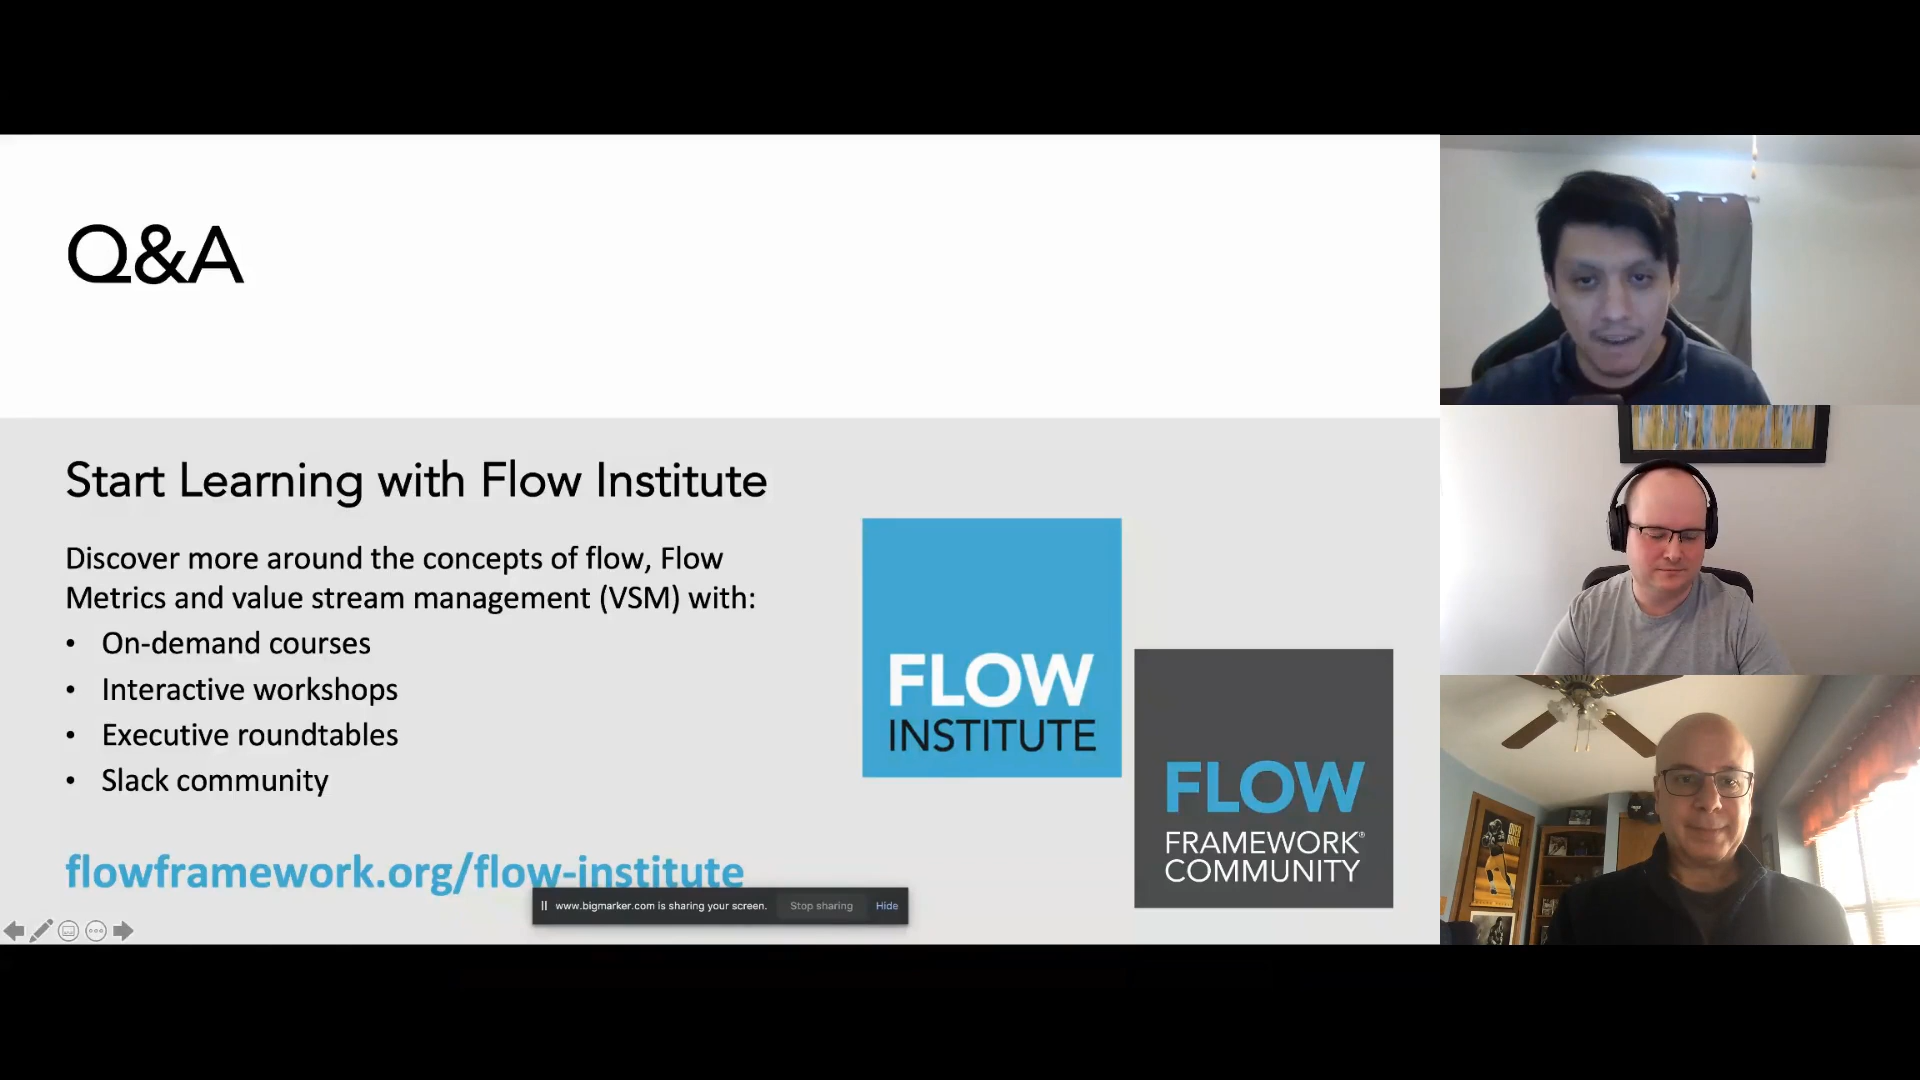 Q&A
Start Learning with Flow Institute
Discover more around the concepts of flow, Flow
Metrics and value stream management (VSM) with:
• On-demand courses
• Interactive workshops
• Executive roundtables
• Slack community
flowframework.org/flow-institute
FLOW
INSTITUTE
FLOW
FRAMEWORK®
COMMUNITY
www.bigmarker.com is sharing your screen. Stop sharing Hide